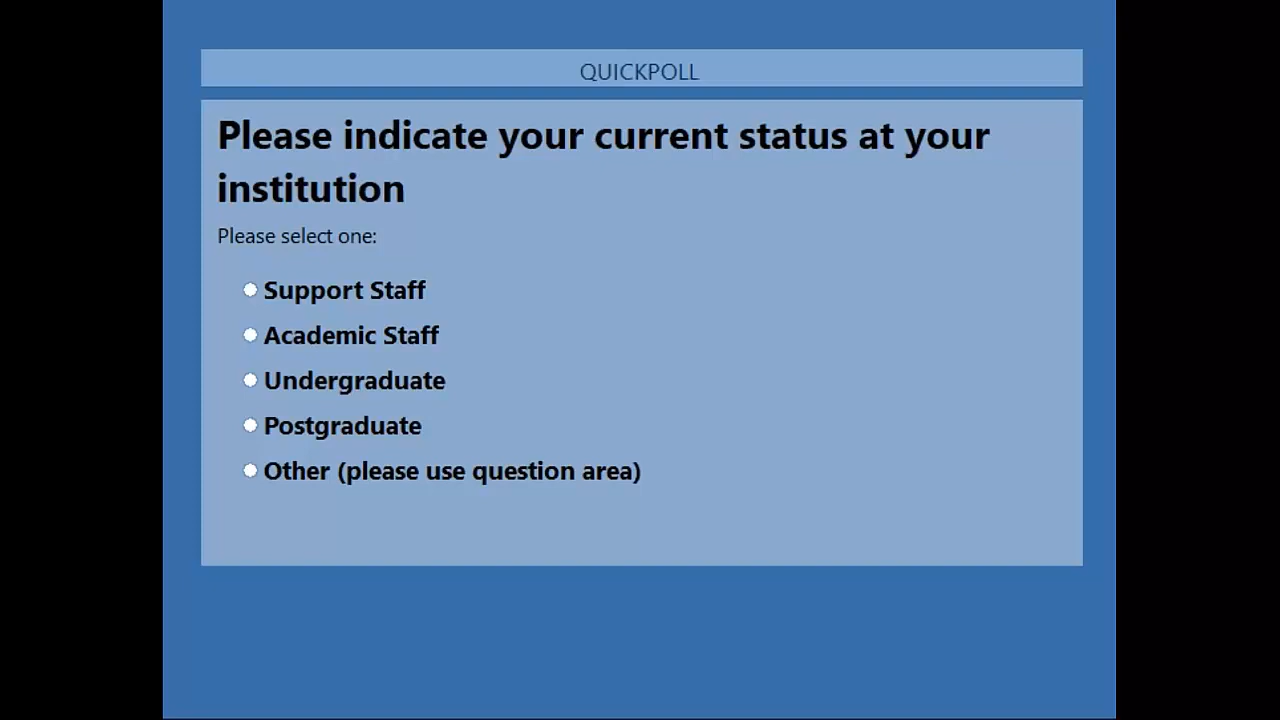 QUICKPOLL
Please indicate your current status at your
institution
Please select one:
Support Staff
Academic Staff
Undergraduate
Postgraduate
Other (please use question area)